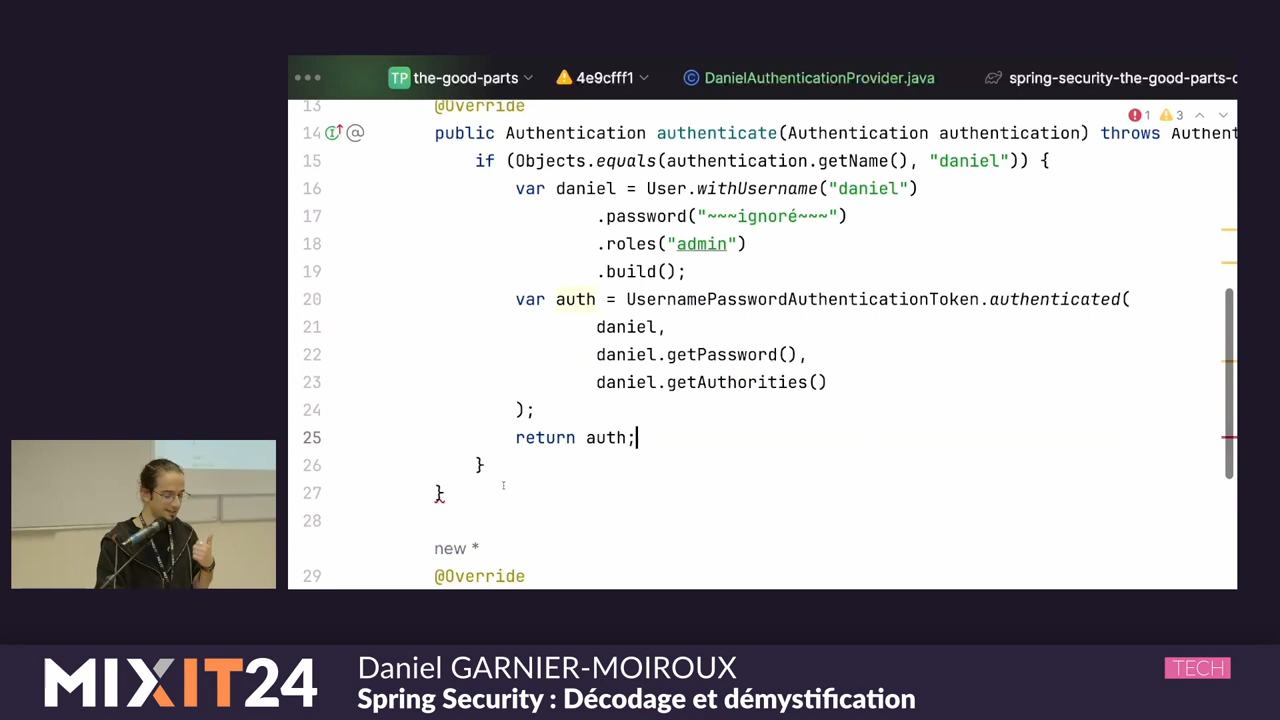 ••• TP the-good-parts 4e9cfff1 DanielAuthenticationProvider.java spring-security-the-good-parts-d
1 3
13 @Override
14 public Authentication authenticate(Authentication authentication) throws Authent
15 if (Objects.equals(authentication.getName(), "daniel")) {
16 var daniel = User.withUsername("daniel")
17 .password("~~~ignoré~~~")
18 .roles("admin")
19 .build();
20 var auth = UsernamePasswordAuthenticationToken.authenticated(
21 daniel,
22 daniel.getPassword(),
23 daniel.getAuthorities()
24 );
25 return auth;
26 }
27 }
28
new *
29 @Override
MIXIT24
Daniel GARNIER-MOIROUX
Spring Security : Décodage et démystification
TECH